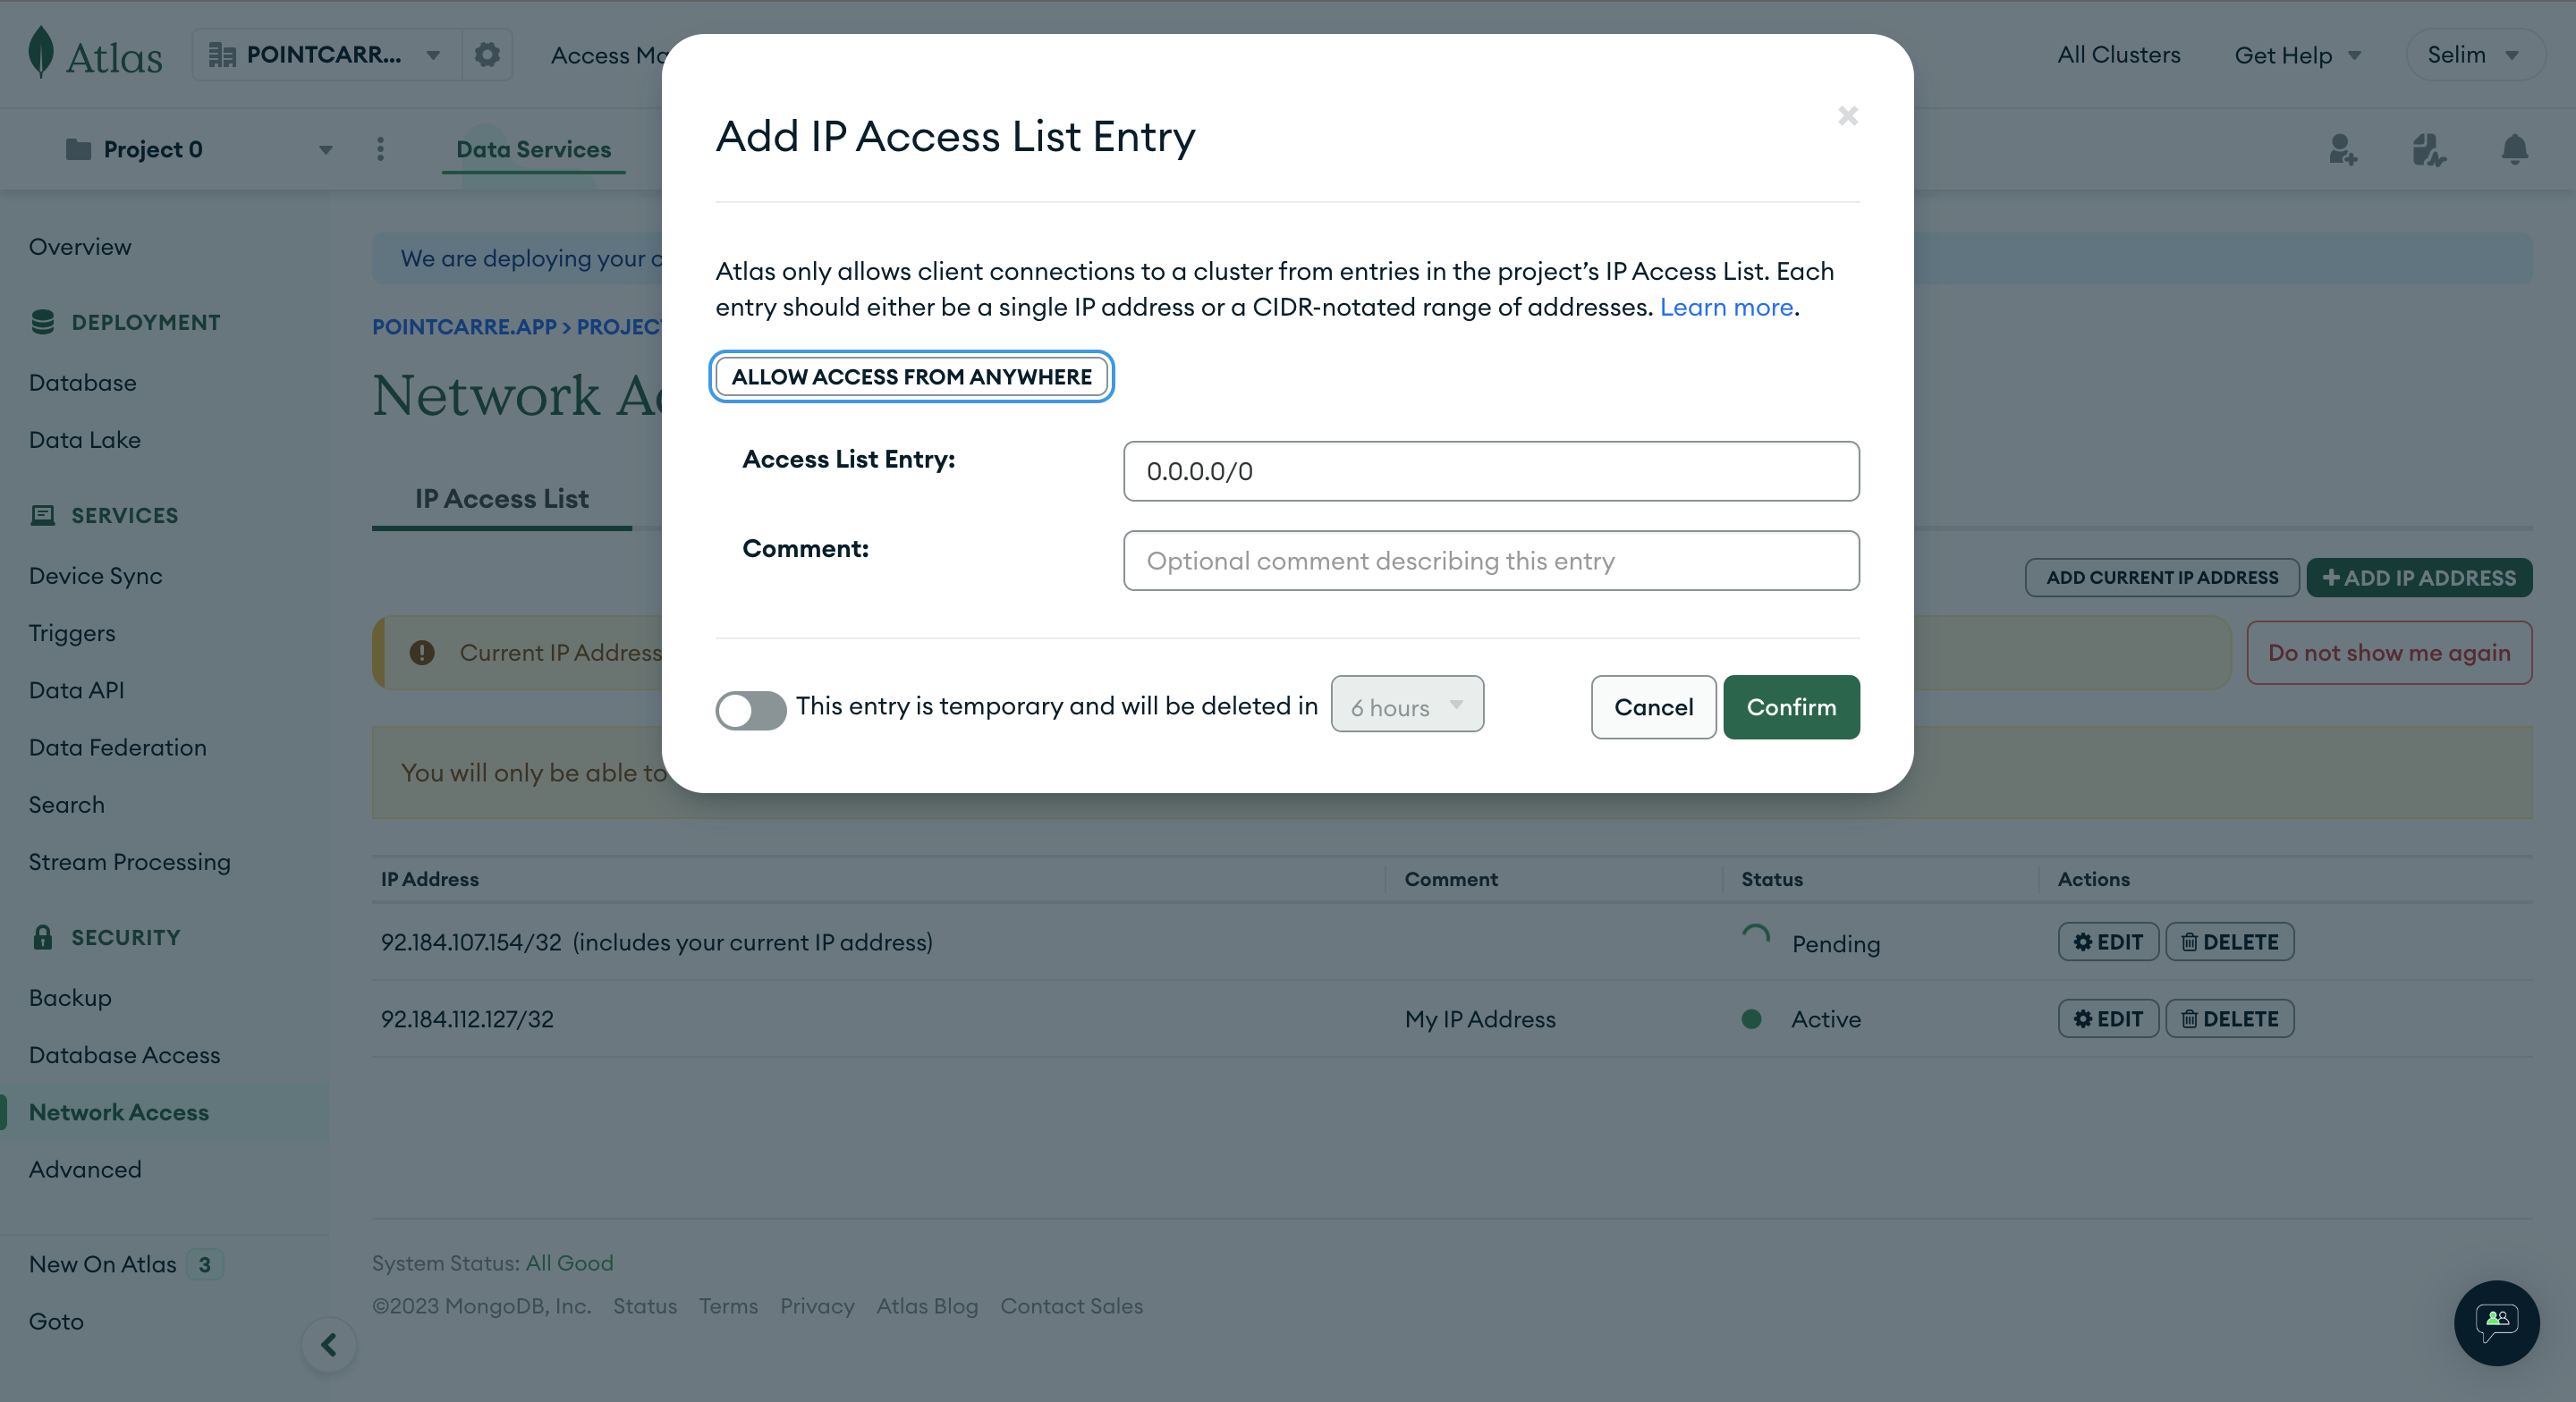 Atlas
POINTCARR...
Access Ma
All Clusters
Get Help
Selim
Project 0
Data Services
Overview
DEPLOYMENT
Database
Data Lake
SERVICES
Device Sync
Triggers
Data API
Data Federation
Search
Stream Processing
SECURITY
Backup
Database Access
Network Access
Advanced
New On Atlas 3
Goto
We are deploying your c
POINTCARRE.APP > PROJECT
Network Ac
IP Access List
ADD CURRENT IP ADDRESS
+ ADD IP ADDRESS
Current IP Address
Do not show me again
You will only be able to
Add IP Access List Entry
Atlas only allows client connections to a cluster from entries in the project’s IP Access List. Each
entry should either be a single IP address or a CIDR-notated range of addresses. Learn more.
ALLOW ACCESS FROM ANYWHERE
Access List Entry:
0.0.0.0/0
Comment:
Optional comment describing this entry
This entry is temporary and will be deleted in
6 hours
Cancel
Confirm
IP Address
Comment
Status
Actions
92.184.107.154/32 (includes your current IP address)
Pending
EDIT
DELETE
92.184.112.127/32
My IP Address
Active
EDIT
DELETE
System Status: All Good
©2023 MongoDB, Inc. Status Terms Privacy Atlas Blog Contact Sales